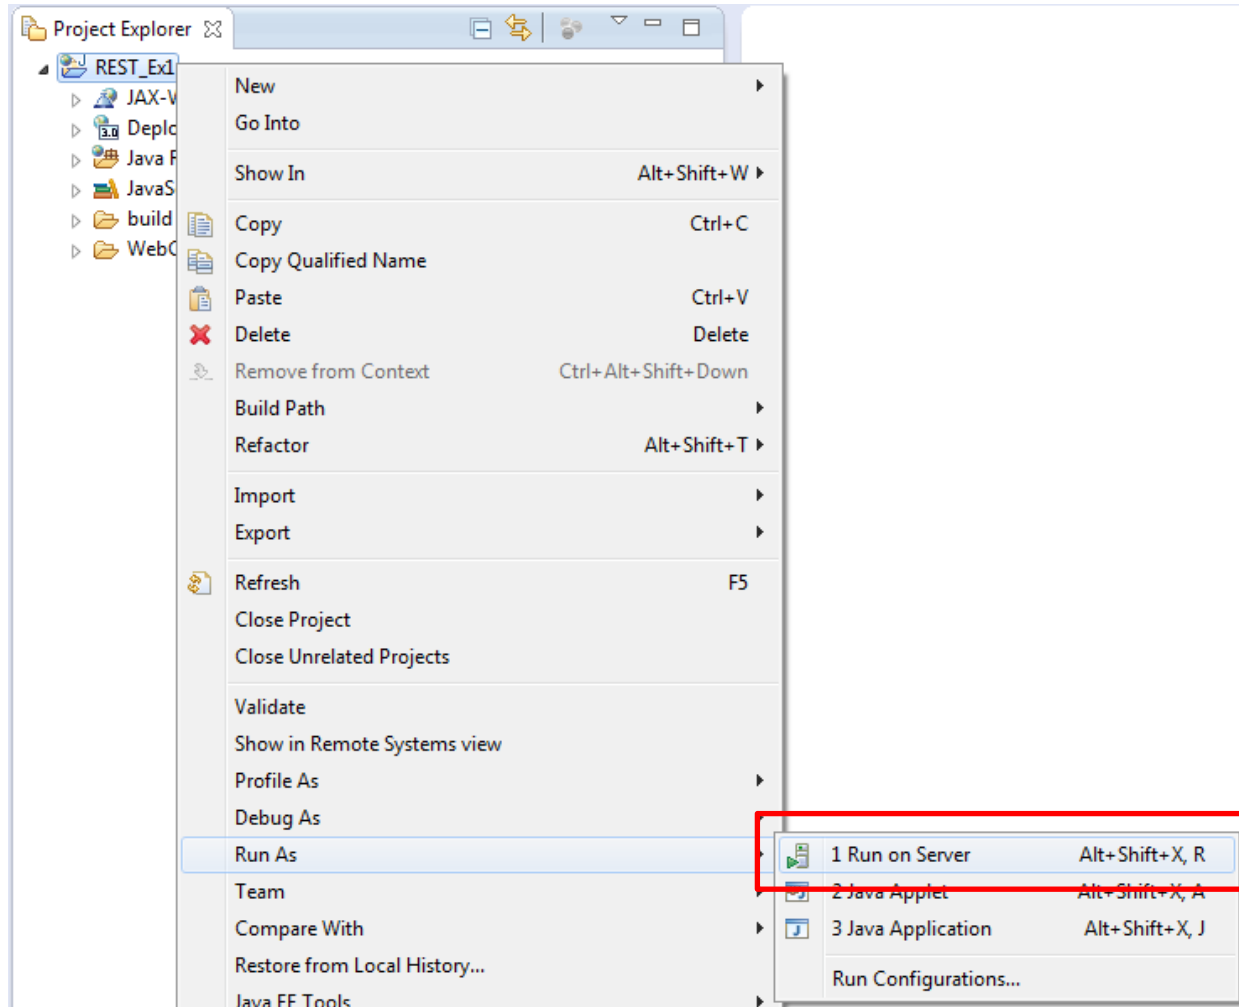 Project Explorer
REST_Ex1
JAX-W
Deplo
Java R
JavaS
build
WebC
New
Go Into
Show In Alt+Shift+W
Copy Ctrl+C
Copy Qualified Name
Paste Ctrl+V
Delete Delete
Remove from Context Ctrl+Alt+Shift+Down
Build Path
Refactor Alt+Shift+T
Import
Export
Refresh F5
Close Project
Close Unrelated Projects
Validate
Show in Remote Systems view
Profile As
Debug As
Run As
Team
Compare With
Restore from Local History...
Java EE Tools
1 Run on Server Alt+Shift+X, R
2 Java Applet Alt+Shift+X, A
3 Java Application Alt+Shift+X, J
Run Configurations...